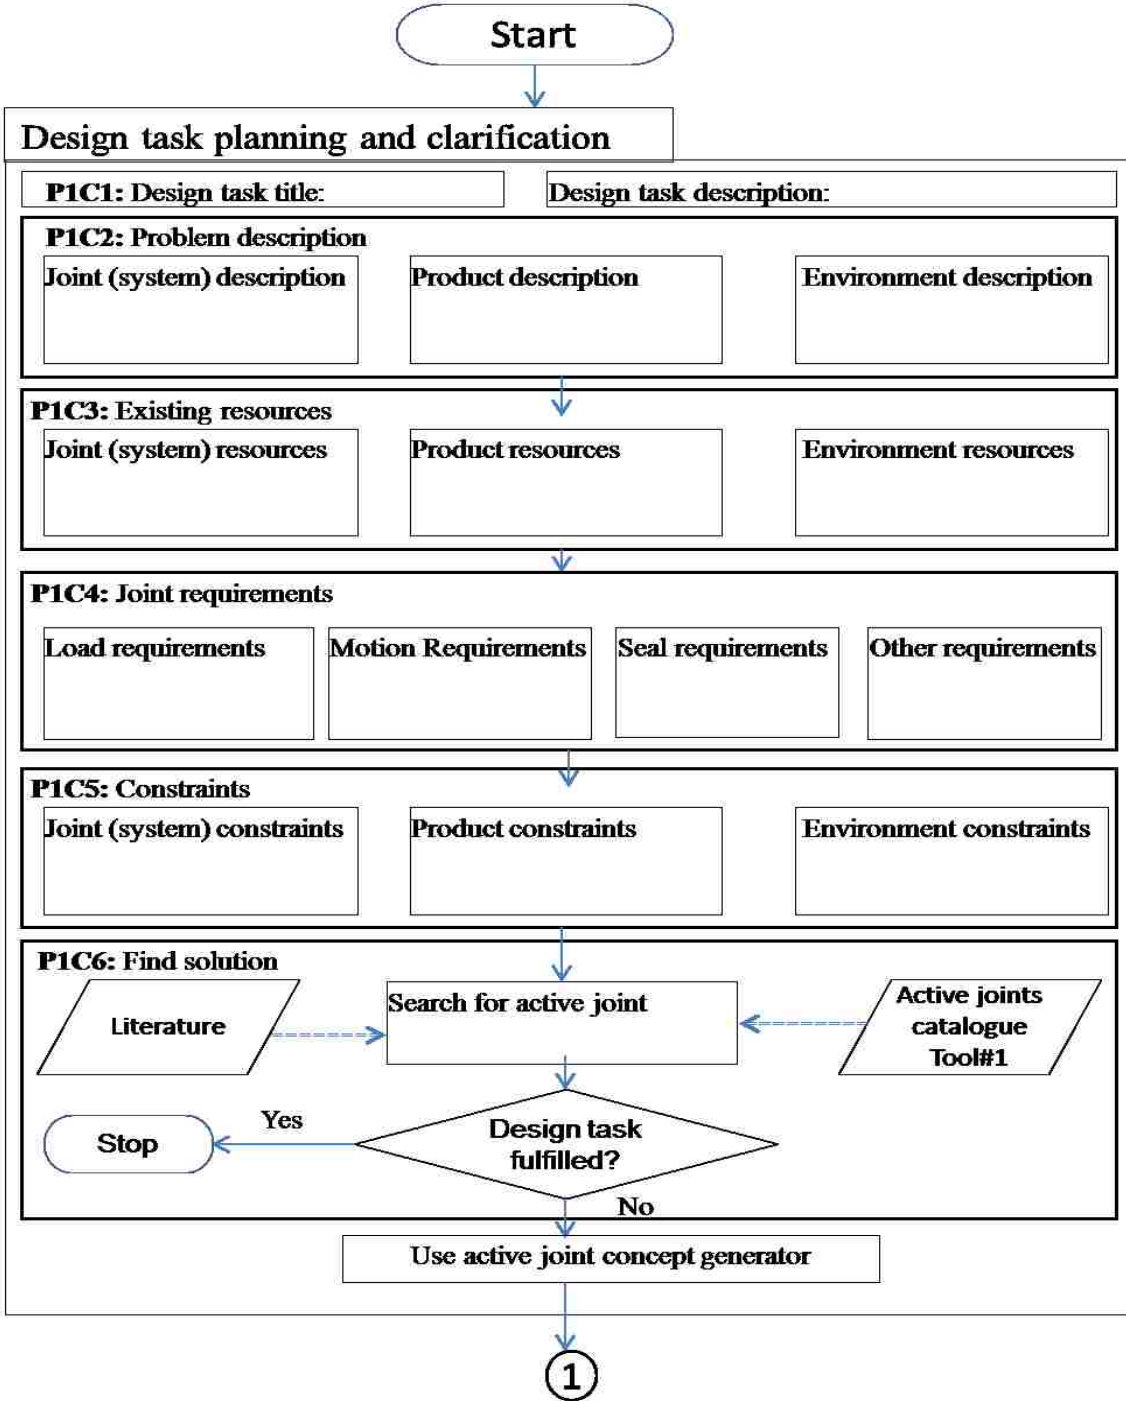 Start
Design task planning and clarification
P1C1: Design task title:
Design task description:
P1C2: Problem description
Joint (system) description
Product description
Environment description
P1C3: Existing resources
Joint (system) resources
Product resources
Environment resources
P1C4: Joint requirements
Load requirements
Motion Requirements
Seal requirements
Other requirements
P1C5: Constraints
Joint (system) constraints
Product constraints
Environment constraints
P1C6: Find solution
Literature
Search for active joint
Active joints
catalogue
Tool#1
Yes
Stop
Design task
fulfilled?
No
Use active joint concept generator
1